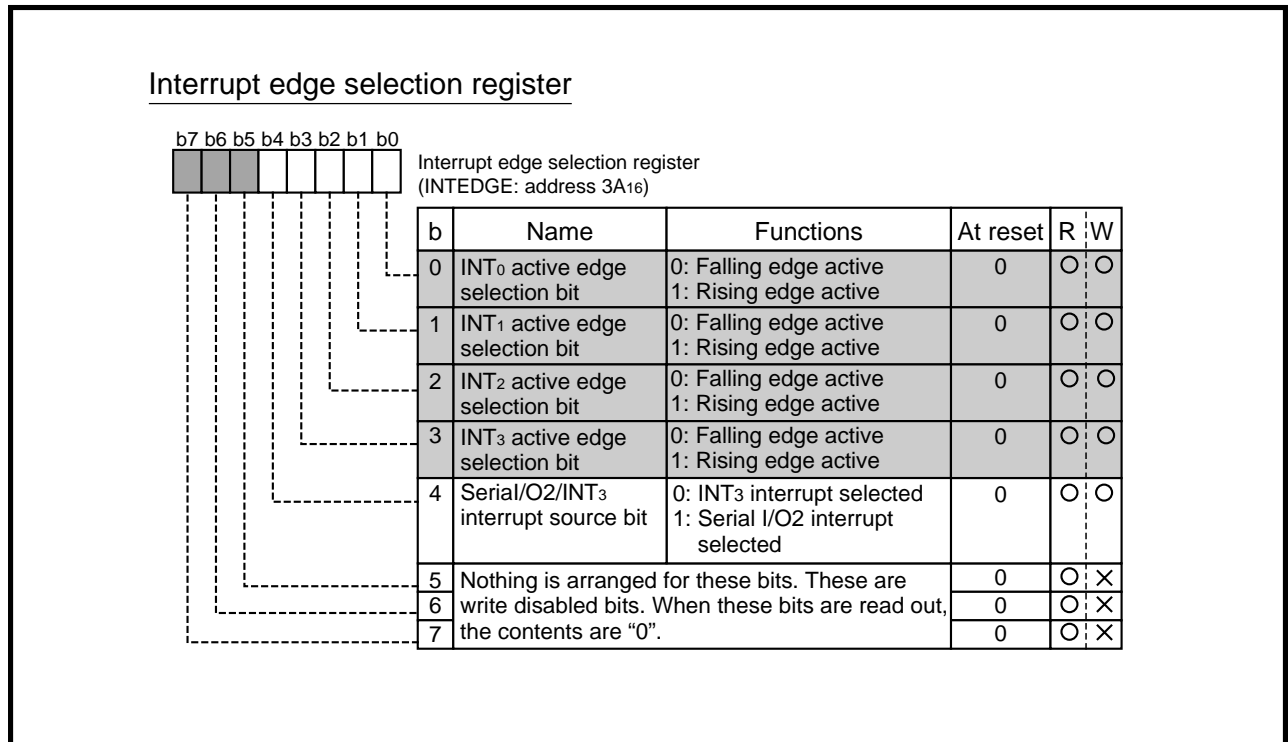 Interrupt edge selection register
b7 b6 b5 b4 b3 b2 b1 b0
Interrupt edge selection register
(INTEDGE: address 3A16)
b Name Functions At reset R W
0 INT0 active edge 0: Falling edge active 0 O O
selection bit 1: Rising edge active
1 INT1 active edge 0: Falling edge active 0 O O
selection bit 1: Rising edge active
2 INT2 active edge 0: Falling edge active 0 O O
selection bit 1: Rising edge active
3 INT3 active edge 0: Falling edge active 0 O O
selection bit 1: Rising edge active
4 Serial/O2/INT3 0: INT3 interrupt selected 0 O O
interrupt source bit 1: Serial I/O2 interrupt
selected
5 Nothing is arranged for these bits. These are 0 O ×
6 write disabled bits. When these bits are read out, 0 O ×
7 the contents are “0”. 0 O ×